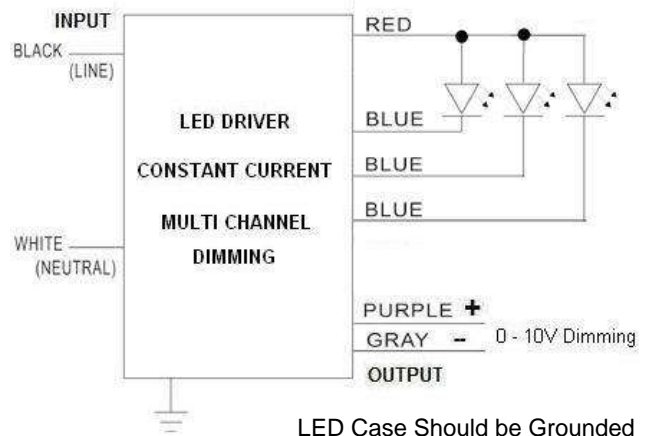 INPUT
BLACK
(LINE)
WHITE
(NEUTRAL)
LED DRIVER
CONSTANT CURRENT
MULTI CHANNEL
DIMMING
RED
BLUE
BLUE
BLUE
PURPLE +
GRAY - 0 - 10V Dimming
OUTPUT
LED Case Should be Grounded